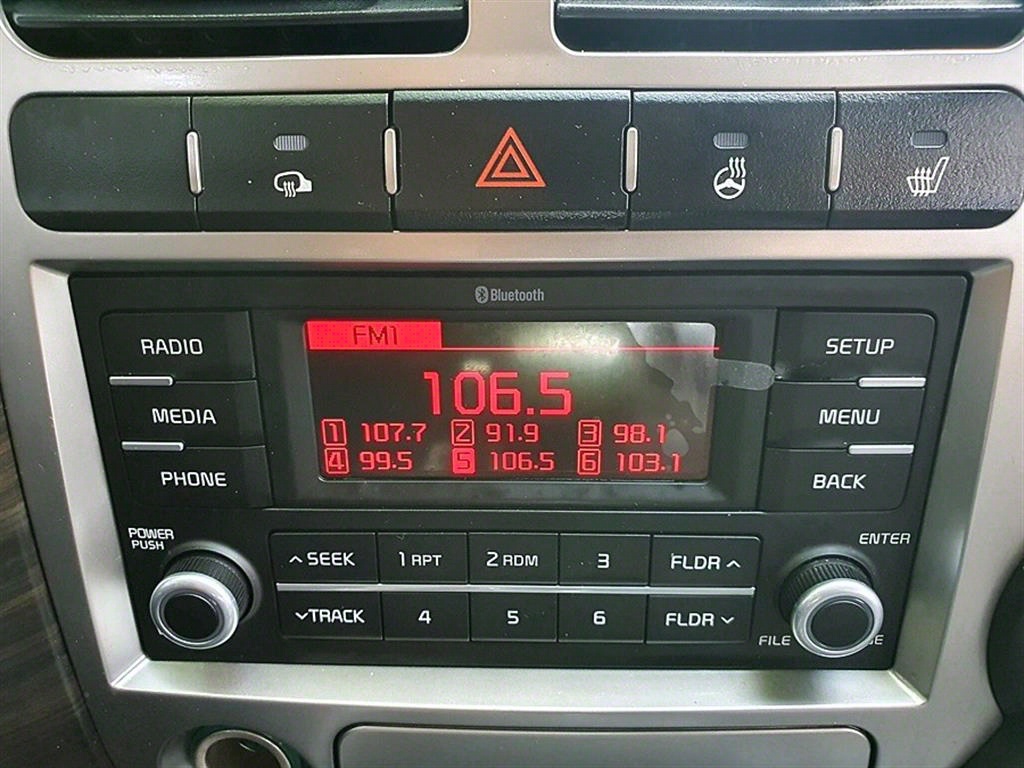 Bluetooth
RADIO
MEDIA
PHONE
FM1
106.5
1 107.7 2 91.9 3 98.1
4 99.5 5 106.5 6 103.1
SETUP
MENU
BACK
POWER
PUSH
SEEK 1 RPT 2 RDM 3 FLDR
TRACK 4 5 6 FLDR
ENTER
FILE